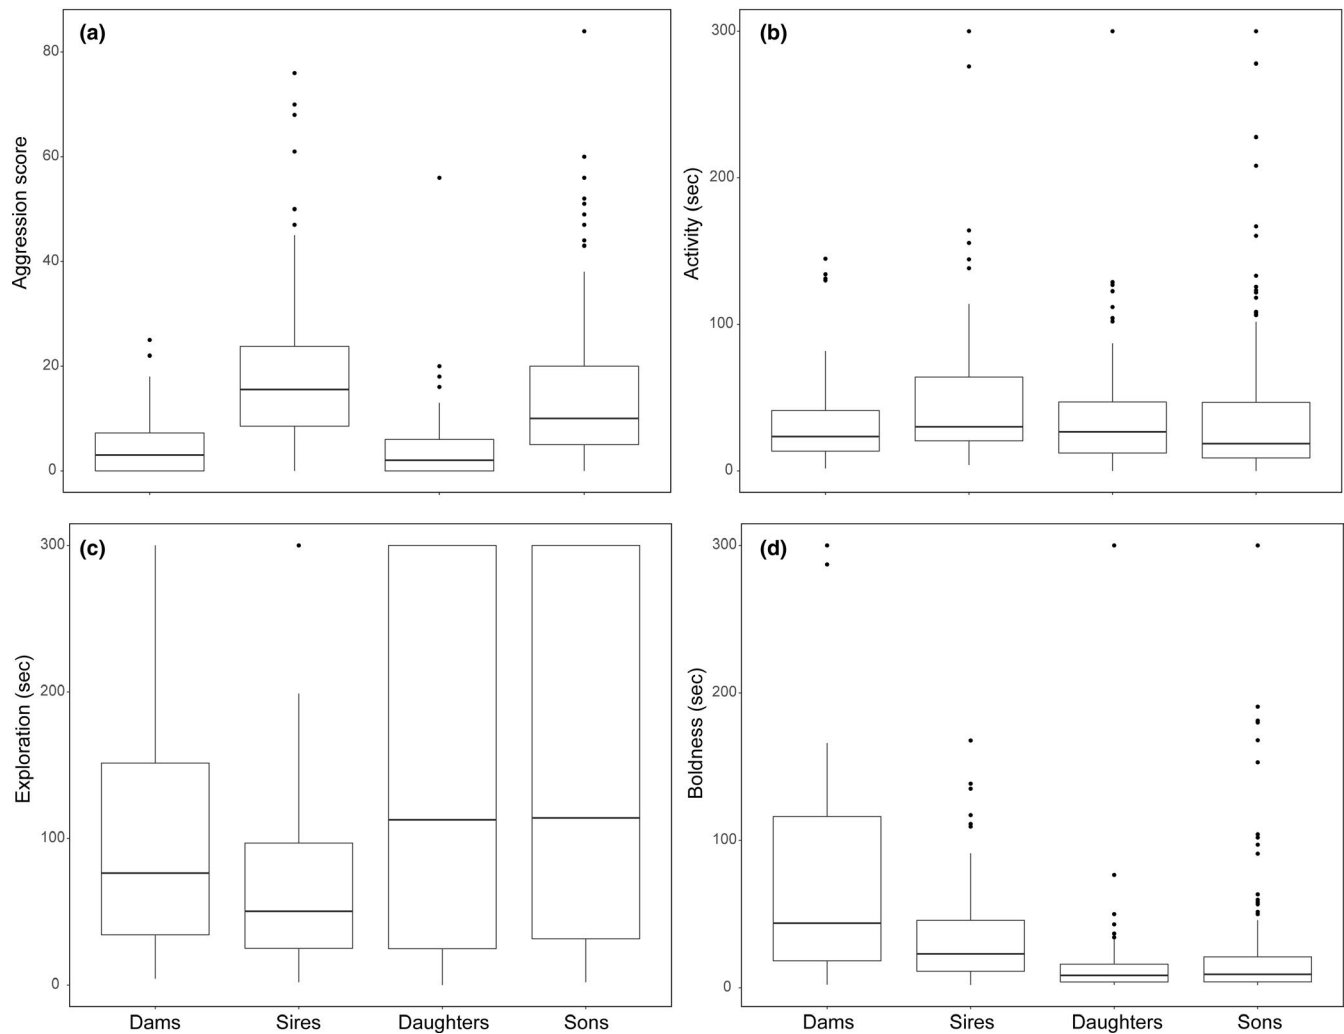 (a)
Aggression score
80
60
40
20
0
(b)
Activity (sec)
300
200
100
0
(c)
Exploration (sec)
300
200
100
0
Dams Sires Daughters Sons
(d)
Boldness (sec)
300
200
100
0
Dams Sires Daughters Sons